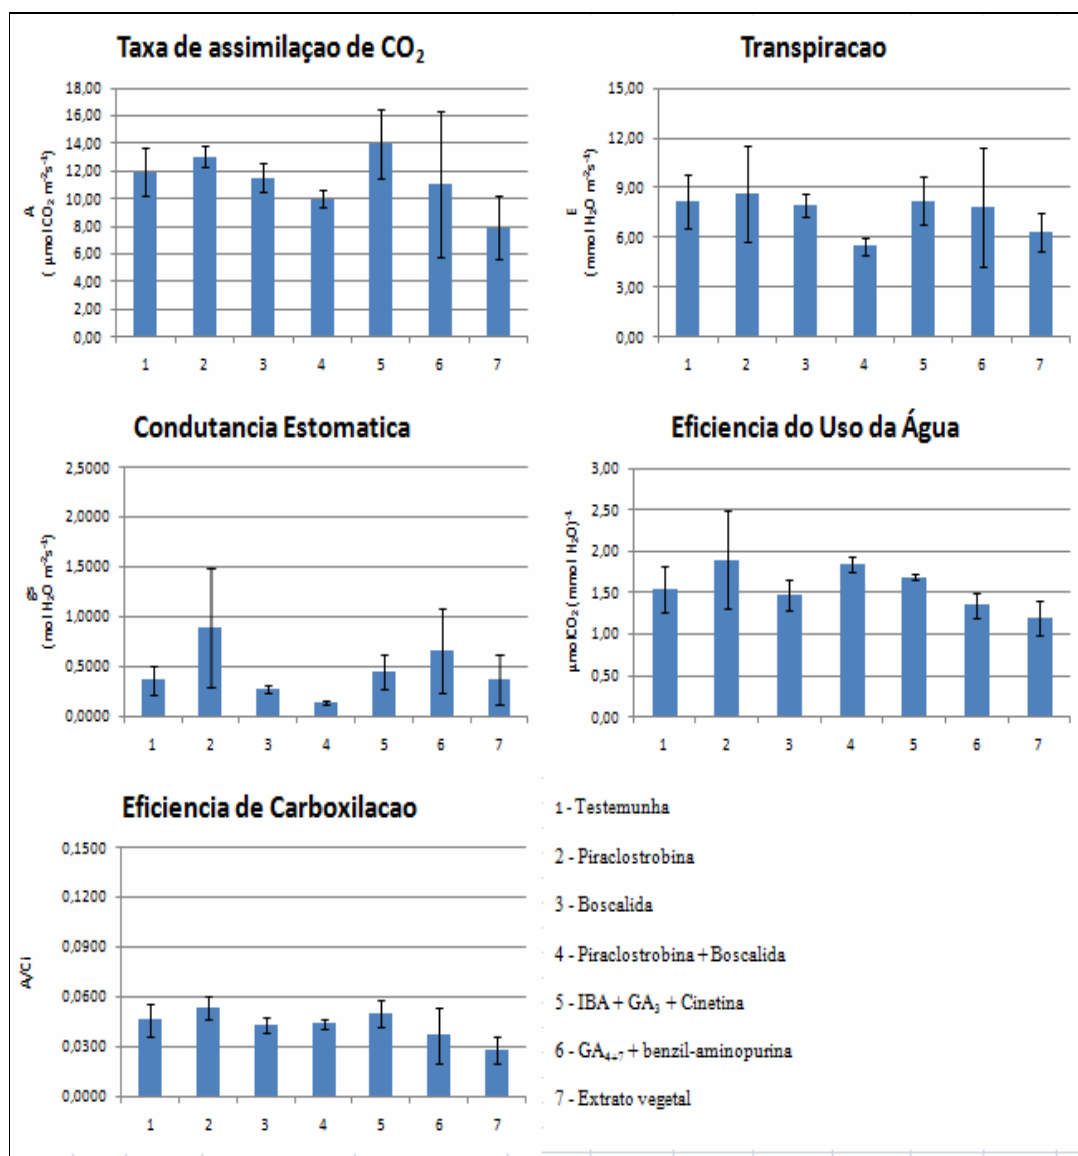 Taxa de assimilaçao de CO₂
A
( µmol CO₂ m⁻²s⁻¹)
18,00
16,00
14,00
12,00
10,00
8,00
6,00
4,00
2,00
0,00
1 2 3 4 5 6 7
Transpiracao
E
(mmol H₂O m⁻²s⁻¹)
15,00
12,00
9,00
6,00
3,00
0,00
1 2 3 4 5 6 7
Condutancia Estomatica
gs
(mol H₂O m⁻²s⁻¹)
2,5000
2,0000
1,5000
1,0000
0,5000
0,0000
1 2 3 4 5 6 7
Eficiencia do Uso da Água
µmolCO₂ (mmol H₂O)⁻¹
3,00
2,50
2,00
1,50
1,00
0,50
0,00
1 2 3 4 5 6 7
Eficiencia de Carboxilacao
A/Ci
0,1500
0,1200
0,0900
0,0600
0,0300
0,0000
1 2 3 4 5 6 7
1 - Testemunha
2 - Piraclostrobina
3 - Boscalida
4 - Piraclostrobina + Boscalida
5 - IBA + GA₃ + Cinetina
6 - GA₄₊₇ + benzil-aminopurina
7 - Extrato vegetal